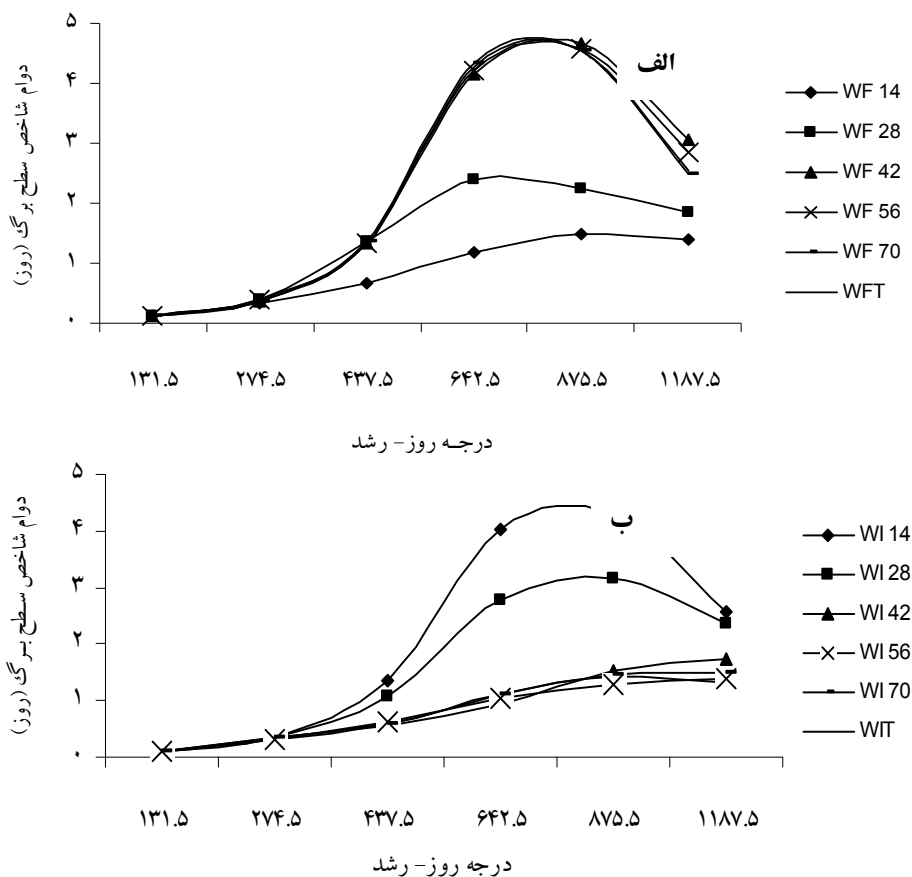 ۵
۴
۳
۲
۱
۰
دوام شاخص سطح برگ (روز)
الف
WF 14
WF 28
WF 42
WF 56
WF 70
WFT
۱۳۱.۵ ۲۷۴.۵ ۴۳۷.۵ ۶۴۲.۵ ۸۷۵.۵ ۱۱۸۷.۵
درجه روز- رشد
۵
۴
۳
۲
۱
۰
دوام شاخص سطح برگ (روز)
ب
WI 14
WI 28
WI 42
WI 56
WI 70
WIT
۱۳۱.۵ ۲۷۴.۵ ۴۳۷.۵ ۶۴۲.۵ ۸۷۵.۵ ۱۱۸۷.۵
درجه روز- رشد